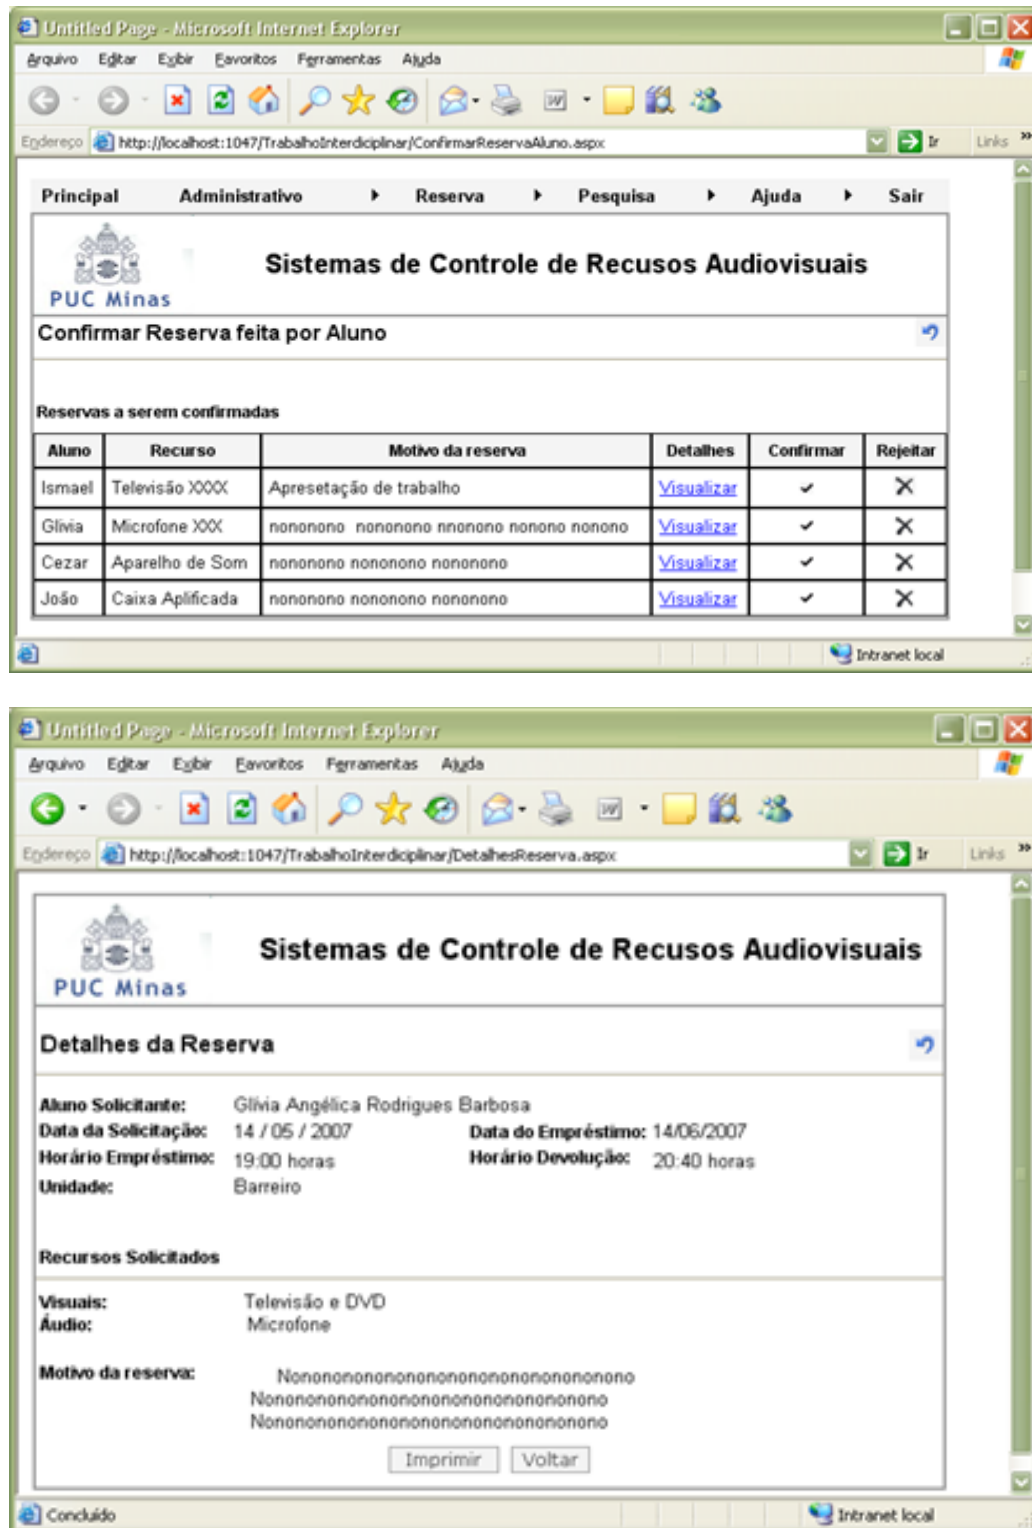 Untitled Page - Microsoft Internet Explorer
Arquivo Editar Exibir Favoritos Ferramentas Ajuda
Endereço http://localhost:1047/TrabalhoInterdiciplinar/ConfirmarReservaAluno.aspx Ir Links »
Principal Administrativo Reserva Pesquisa Ajuda Sair
PUC Minas
Sistemas de Controle de Recusos Audiovisuais
Confirmar Reserva feita por Aluno
Reservas a serem confirmadas
Aluno Recurso Motivo da reserva Detalhes Confirmar Rejeitar
Ismael Televisão XXXX Apresetação de trabalho Visualizar
Glívia Microfone XXX nononono nononono nnonono nonono nonono Visualizar
Cezar Aparelho de Som nononono nononono nononono Visualizar
João Caixa Aplificada nononono nononono nononono Visualizar
Intranet local
Untitled Page - Microsoft Internet Explorer
Arquivo Editar Exibir Favoritos Ferramentas Ajuda
Endereço http://localhost:1047/TrabalhoInterdiciplinar/DetalhesReserva.aspx Ir Links »
PUC Minas
Sistemas de Controle de Recusos Audiovisuais
Detalhes da Reserva
Aluno Solicitante: Glívia Angélica Rodrigues Barbosa
Data da Solicitação: 14 / 05 / 2007 Data do Empréstimo: 14/06/2007
Horário Empréstimo: 19:00 horas Horário Devolução: 20:40 horas
Unidade: Barreiro
Recursos Solicitados
Visuais: Televisão e DVD
Áudio: Microfone
Motivo da reserva: Nonononononononononononononononono
Nonononononononononononononononono
Nonononononononononononononononono
Imprimir Voltar
Concluído Intranet local